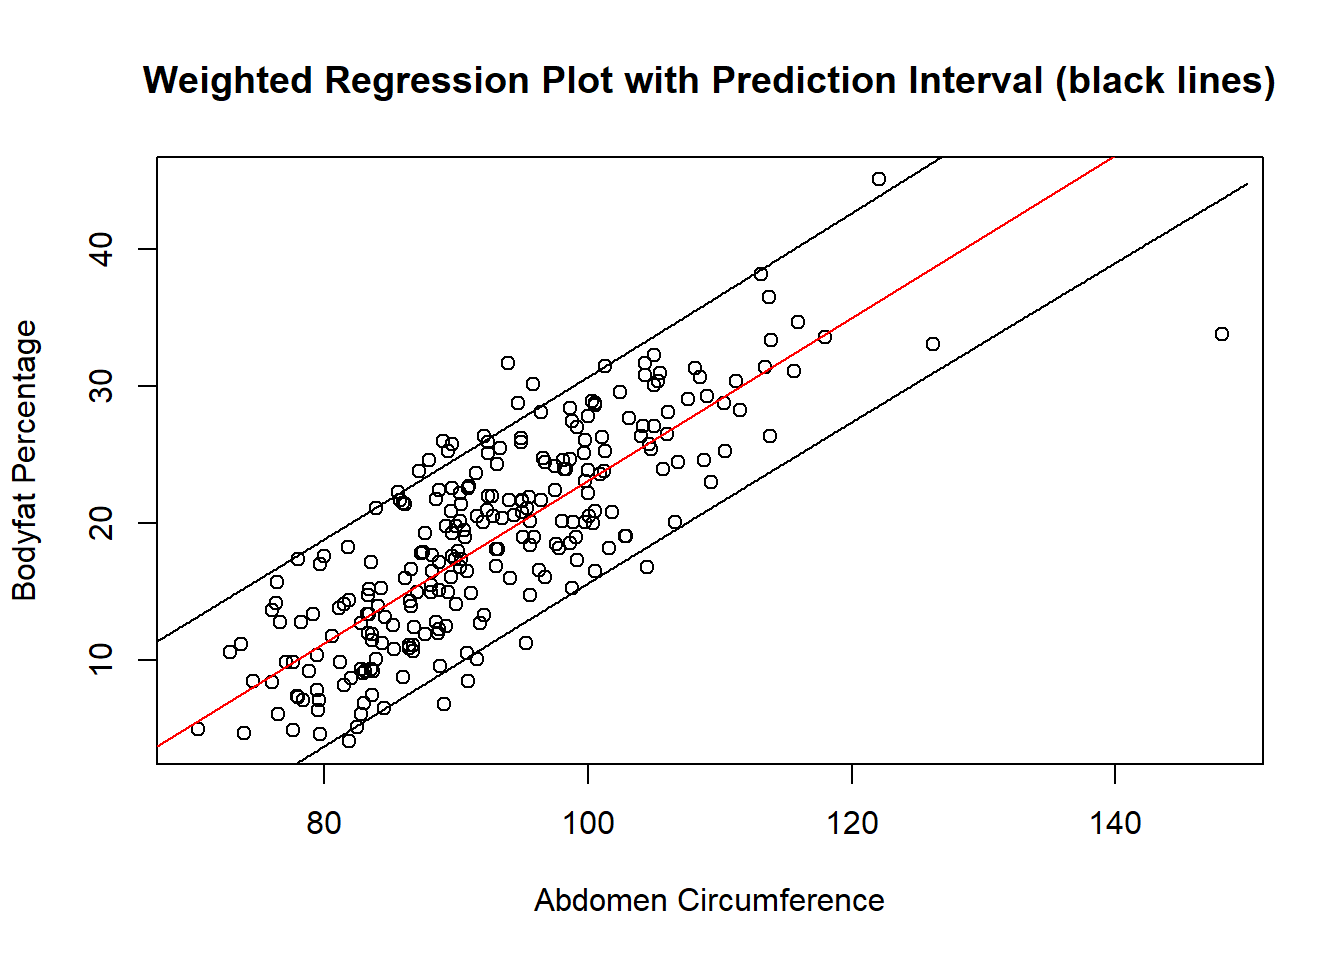 Weighted Regression Plot with Prediction Interval (black lines)
Bodyfat Percentage
40
30
20
10
80 100 120 140
Abdomen Circumference